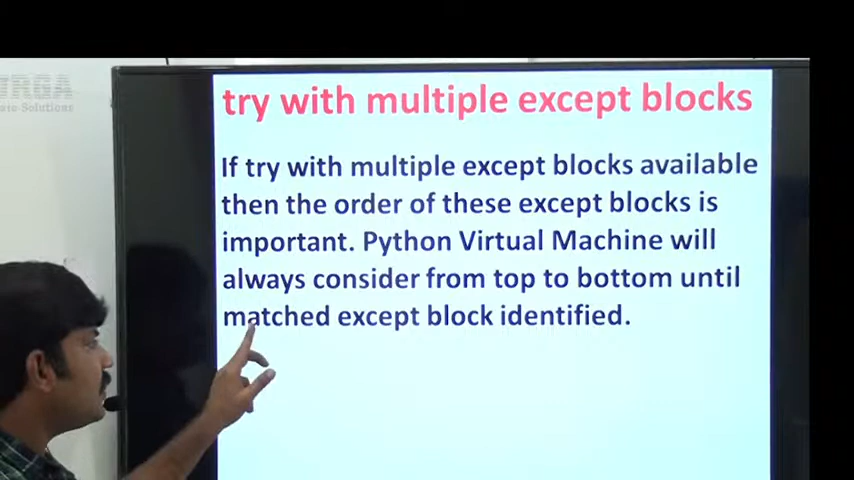 try with multiple except blocks
If try with multiple except blocks available
then the order of these except blocks is
important. Python Virtual Machine will
always consider from top to bottom until
matched except block identified.